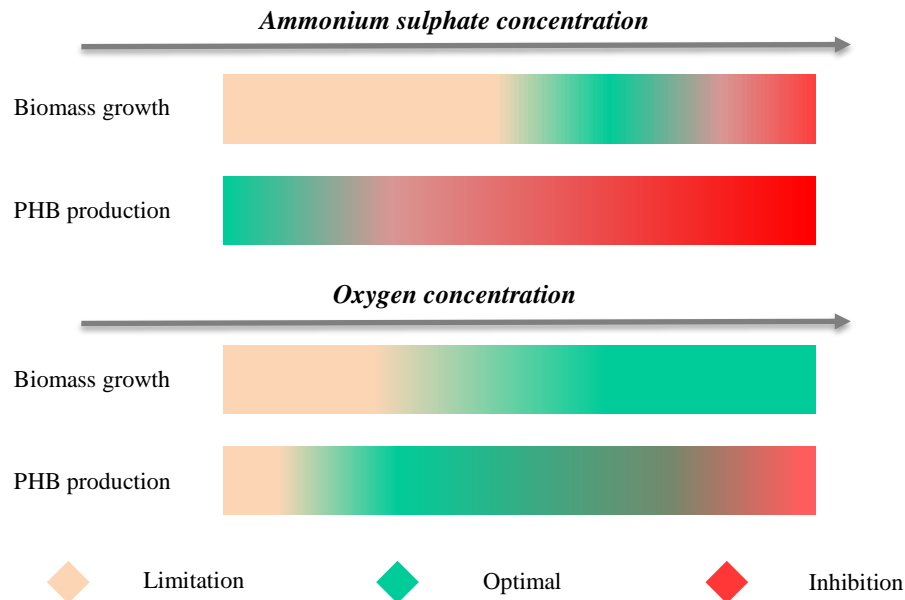 Ammonium sulphate concentration
Biomass growth
PHB production
Oxygen concentration
Biomass growth
PHB production
Limitation Optimal Inhibition